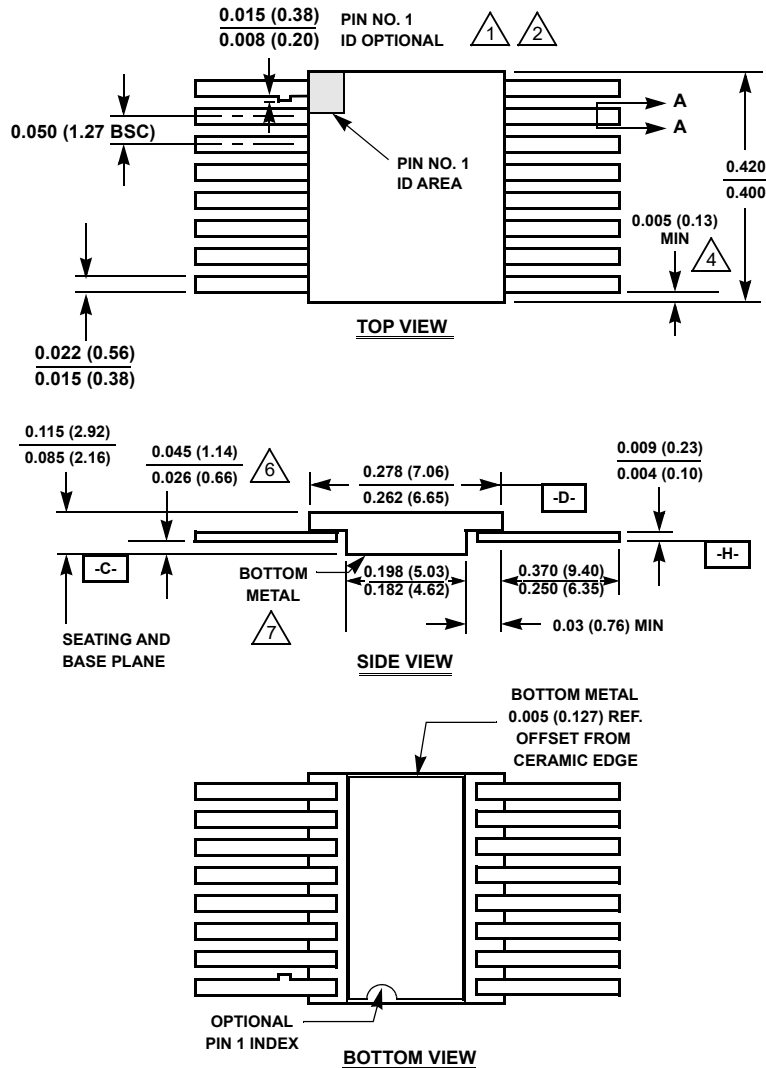 0.015 (0.38)
0.008 (0.20)
PIN NO. 1
ID OPTIONAL
1
2
A
A
0.050 (1.27 BSC)
PIN NO. 1
ID AREA
0.420
0.400
0.005 (0.13)
MIN
4
TOP VIEW
0.022 (0.56)
0.015 (0.38)
0.115 (2.92)
0.085 (2.16)
0.045 (1.14)
0.026 (0.66)
6
0.278 (7.06)
0.262 (6.65)
0.009 (0.23)
0.004 (0.10)
-D-
-H-
-C-
BOTTOM
METAL
7
0.198 (5.03)
0.182 (4.62)
0.370 (9.40)
0.250 (6.35)
0.03 (0.76) MIN
SEATING AND
BASE PLANE
SIDE VIEW
BOTTOM METAL
0.005 (0.127) REF.
OFFSET FROM
CERAMIC EDGE
OPTIONAL
PIN 1 INDEX
BOTTOM VIEW